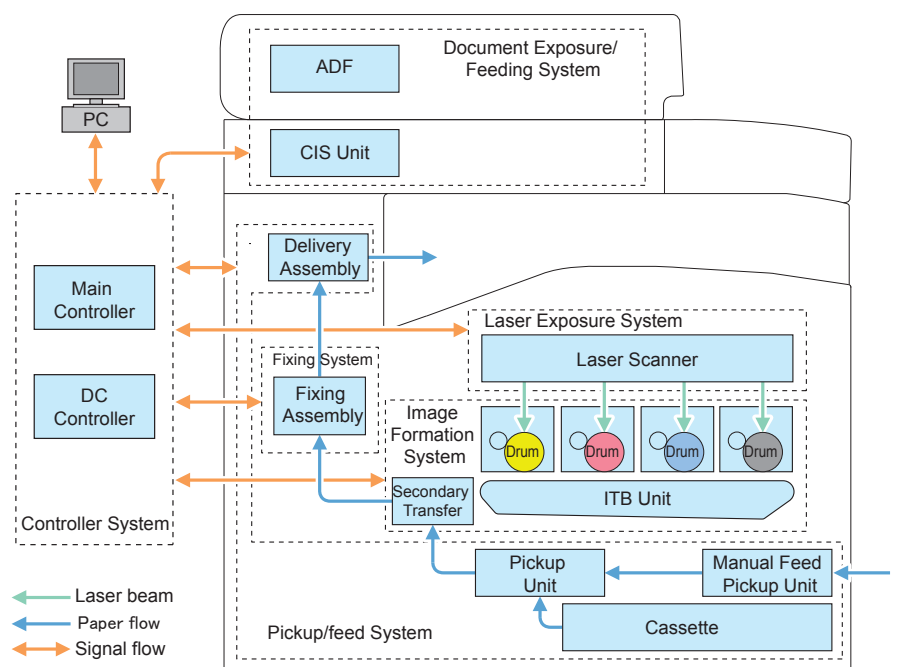 ADF
Document Exposure/
Feeding System
PC
CIS Unit
Delivery
Assembly
Main
Controller
Laser Exposure System
Laser Scanner
Fixing System
DC
Controller
Fixing
Assembly
Image
Formation
System
Drum
Drum
Drum
Drum
Secondary
Transfer
ITB Unit
Controller System
Pickup
Unit
Manual Feed
Pickup Unit
Cassette
Pickup/feed System
Laser beam
Paper flow
Signal flow